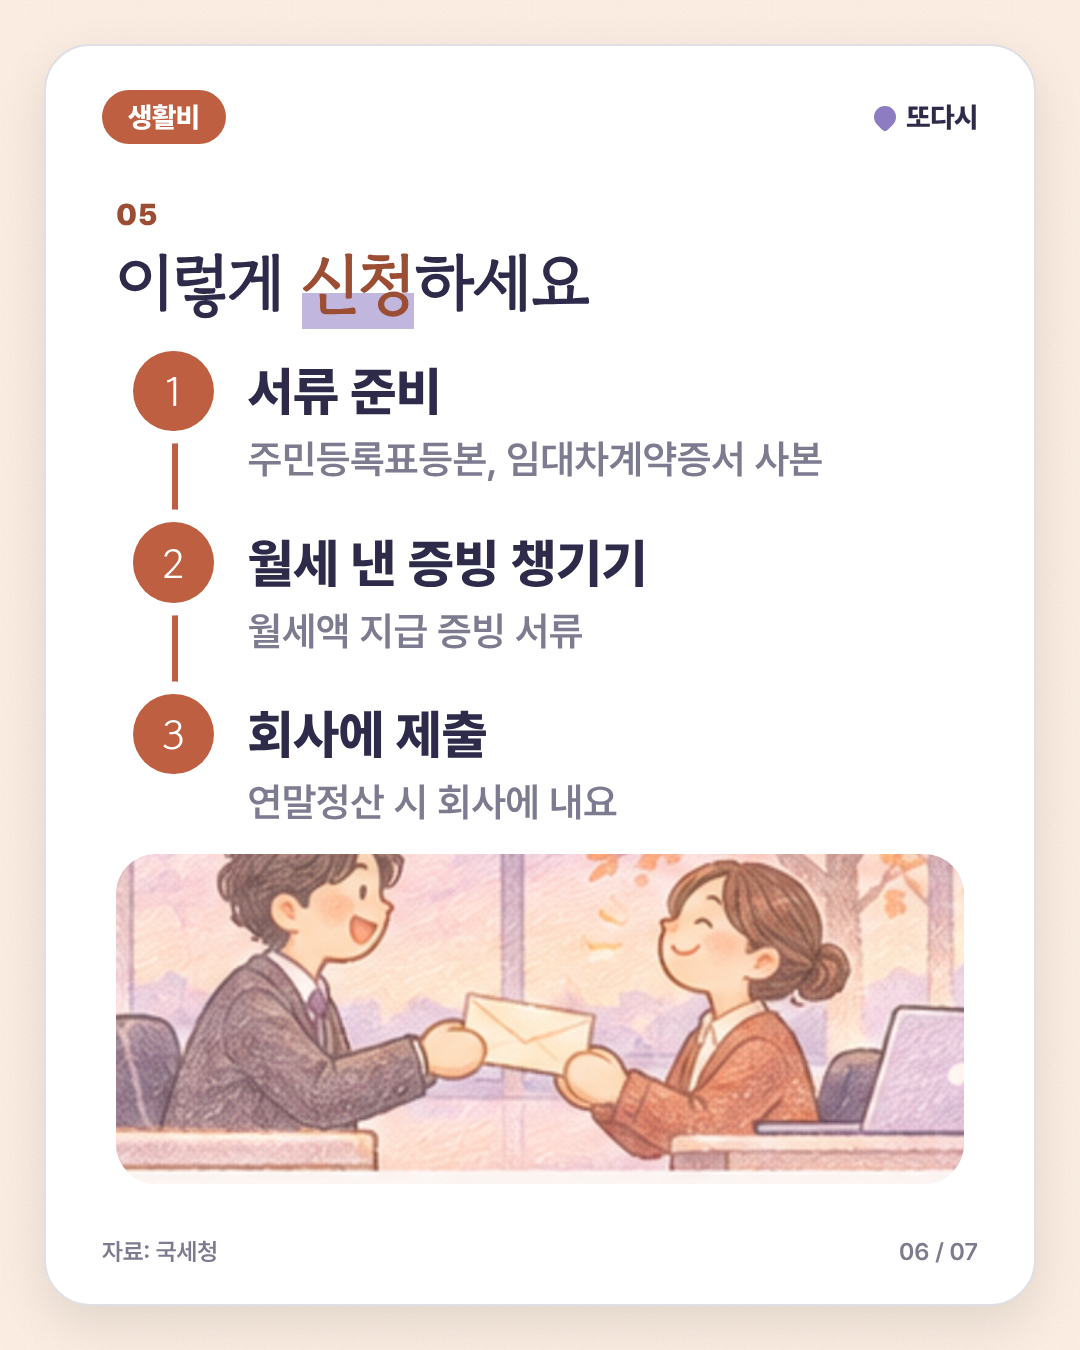 생활비
또다시
05
이렇게 신청하세요
1
서류 준비
주민등록표등본, 임대차계약증서 사본
2
월세 낸 증빙 챙기기
월세액 지급 증빙 서류
3
회사에 제출
연말정산 시 회사에 내요
자료: 국세청
06 / 07